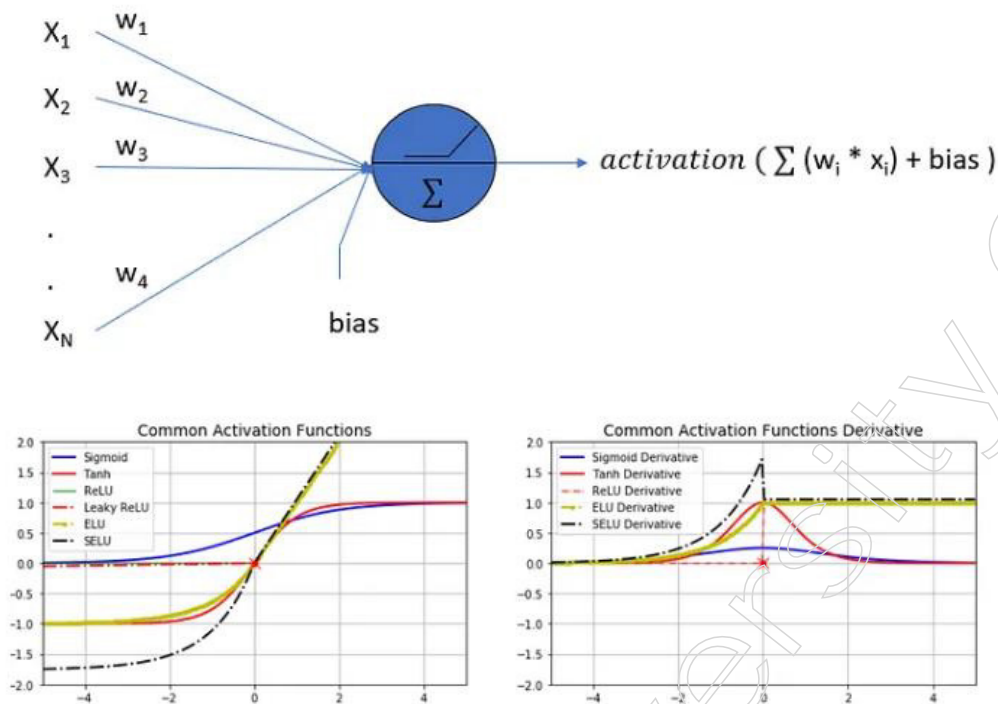 X1 w1
X2 w2
X3 w3
.
. w4
XN
∑
bias
activation ( ∑ (wi * xi) + bias )
Common Activation Functions
2.0
1.5
1.0
0.5
0.0
−0.5
−1.0
−1.5
−2.0
Sigmoid
Tanh
ReLU
Leaky ReLU
ELU
SELU
−4 −2 0 2 4
Common Activation Functions Derivative
2.0
1.5
1.0
0.5
0.0
−0.5
−1.0
−1.5
−2.0
Sigmoid Derivative
Tanh Derivative
ReLU Derivative
ELU Derivative
SELU Derivative
−4 −2 0 2 4